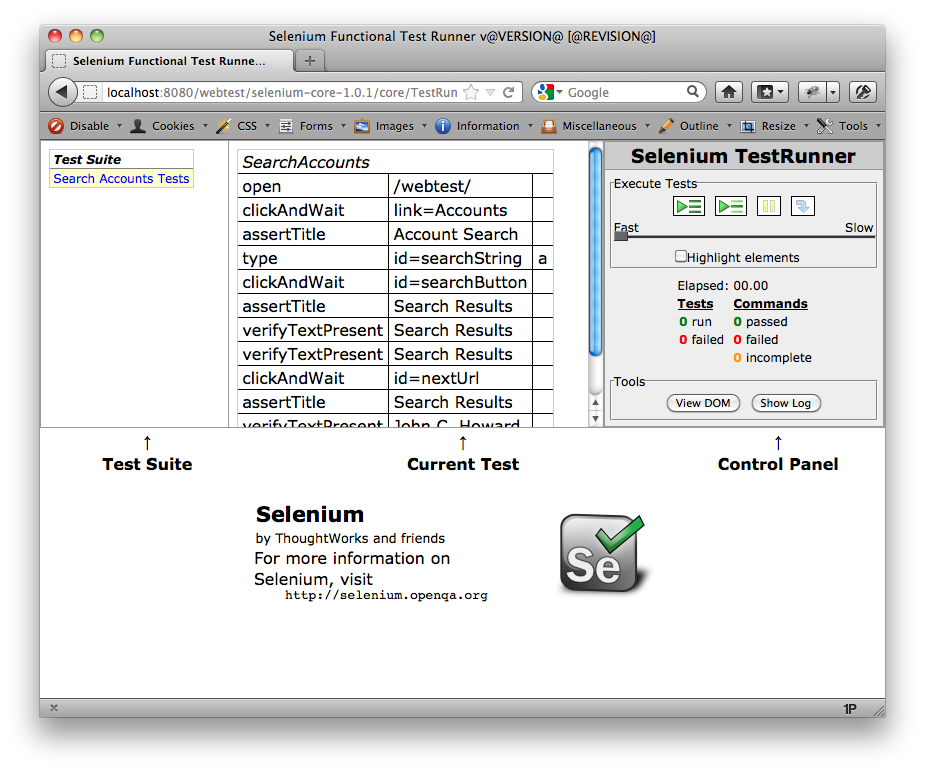 Selenium Functional Test Runner v@VERSION@ [@REVISION@]
Selenium Functional Test Runne...
localhost:8080/webtest/selenium-core-1.0.1/core/TestRun
Google
Disable Cookies CSS Forms Images Information Miscellaneous Outline Resize Tools
Test Suite
Search Accounts Tests
SearchAccounts
open /webtest/
clickAndWait link=Accounts
assertTitle Account Search
type id=searchString a
clickAndWait id=searchButton
assertTitle Search Results
verifyTextPresent Search Results
verifyTextPresent Search Results
clickAndWait id=nextUrl
assertTitle Search Results
verifyTextPresent John C. Howard
Selenium TestRunner
Execute Tests
Fast Slow
Highlight elements
Elapsed: 00.00
Tests Commands
0 run 0 passed
0 failed 0 failed
0 incomplete
Tools
View DOM Show Log
↑ ↑ ↑
Test Suite Current Test Control Panel
Selenium
by ThoughtWorks and friends
For more information on
Selenium, visit
http://selenium.openqa.org
Se
1P